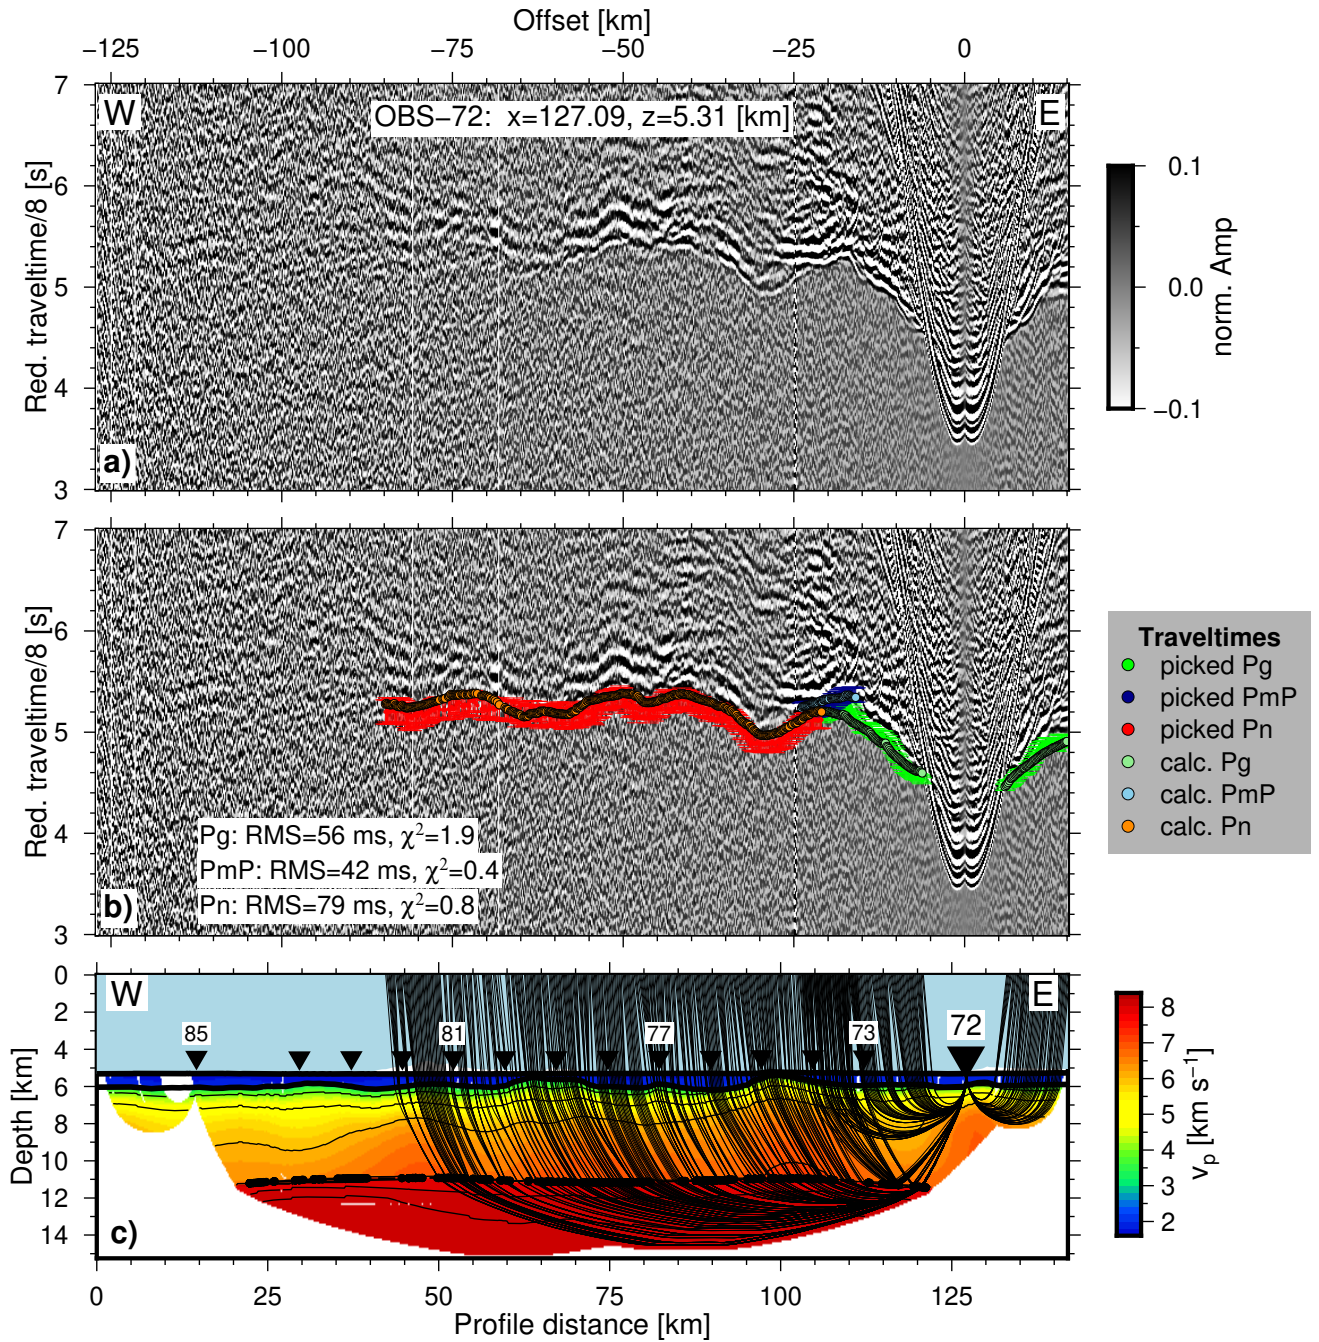 Offset [km]
−125 −100 −75 −50 −25 0
7
6
5
4
3
Red. traveltime/8 [s]
W
OBS−72: x=127.09, z=5.31 [km]
E
a)
0.1
0.0
−0.1
norm. Amp
7
6
5
4
3
Red. traveltime/8 [s]
Pg: RMS=56 ms, χ²=1.9
PmP: RMS=42 ms, χ²=0.4
Pn: RMS=79 ms, χ²=0.8
b)
Traveltimes
picked Pg
picked PmP
picked Pn
calc. Pg
calc. PmP
calc. Pn
0
2
4
6
8
10
12
14
Depth [km]
W
E
85 81 77 73 72
c)
8
7
6
5
4
3
2
vₚ [km s⁻¹]
0 25 50 75 100 125
Profile distance [km]